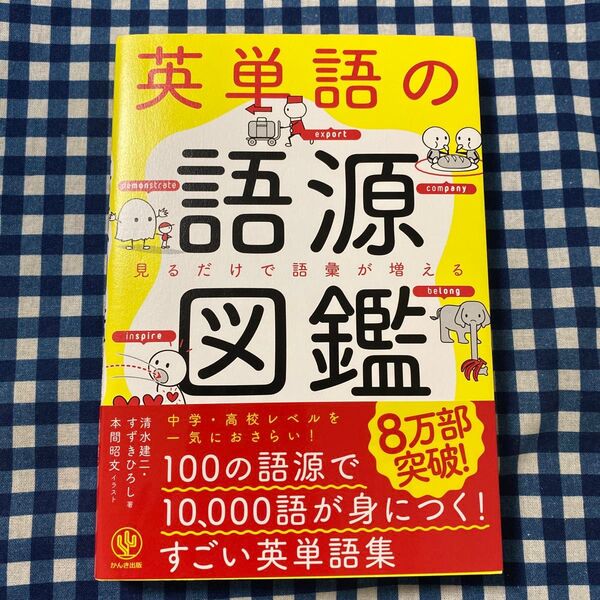 英単語の
export
demonstrate
company
語源
見るだけで語彙が増える
belong
inspire
図鑑
清水建二・
すずきひろし 著
本間昭文 イラスト
中学・高校レベルを
一気におさらい!
8万部
突破!
100の語源で
10,000語が身につく!
すごい英単語集
かんき出版